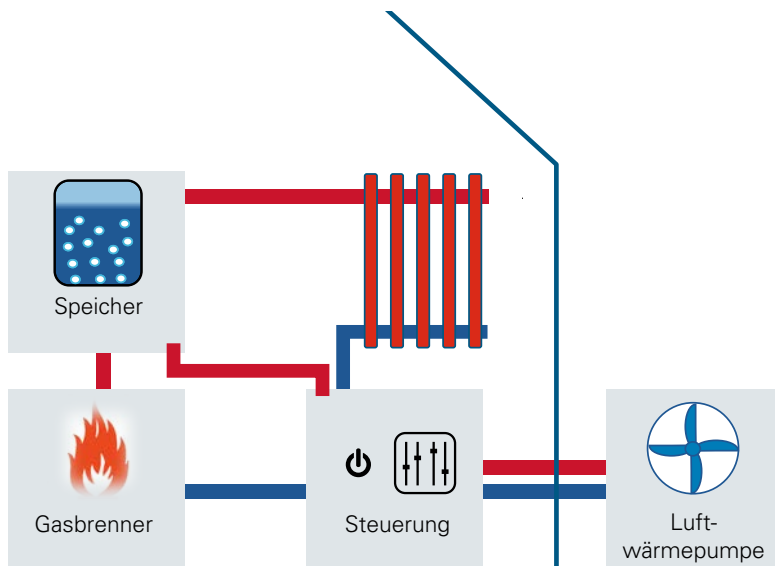 Speicher
Gasbrenner
Steuerung
Luft-
wärmepumpe